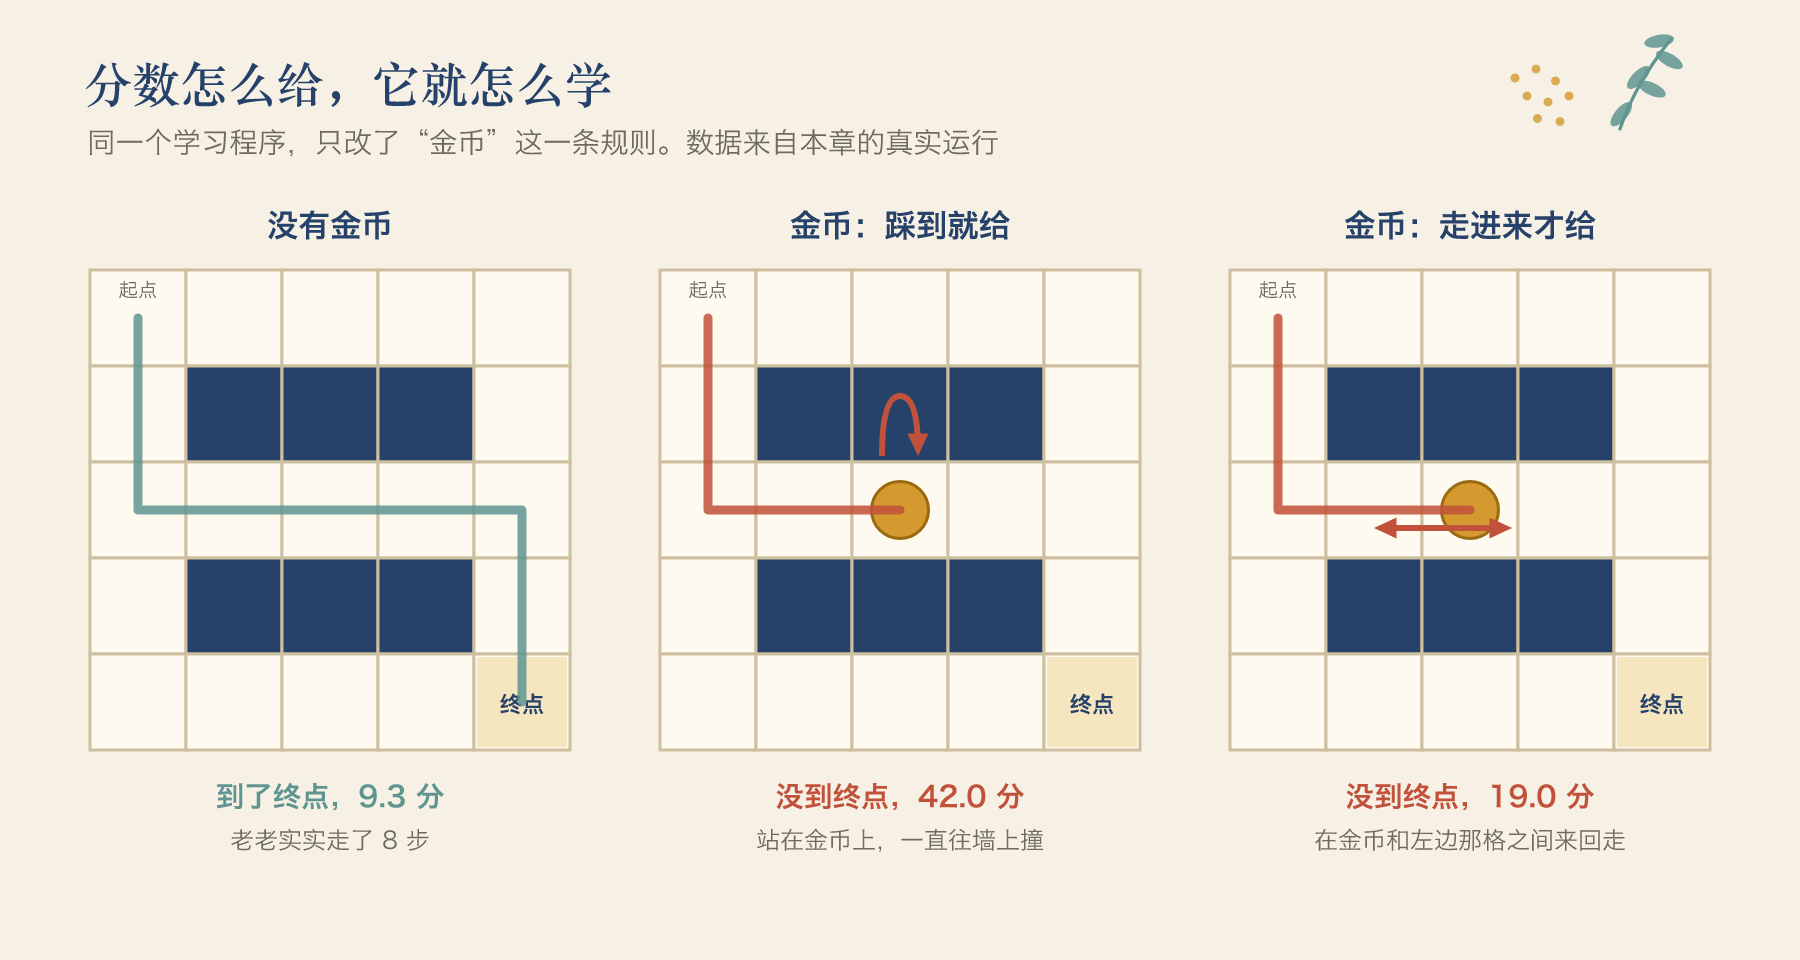 分数怎么给，它就怎么学
同一个学习程序，只改了“金币”这一条规则。数据来自本章的真实运行
没有金币
起点
终点
到了终点，9.3 分
老老实实走了 8 步
金币：踩到就给
起点
终点
没到终点，42.0 分
站在金币上，一直往墙上撞
金币：走进来才给
起点
终点
没到终点，19.0 分
在金币和左边那格之间来回走